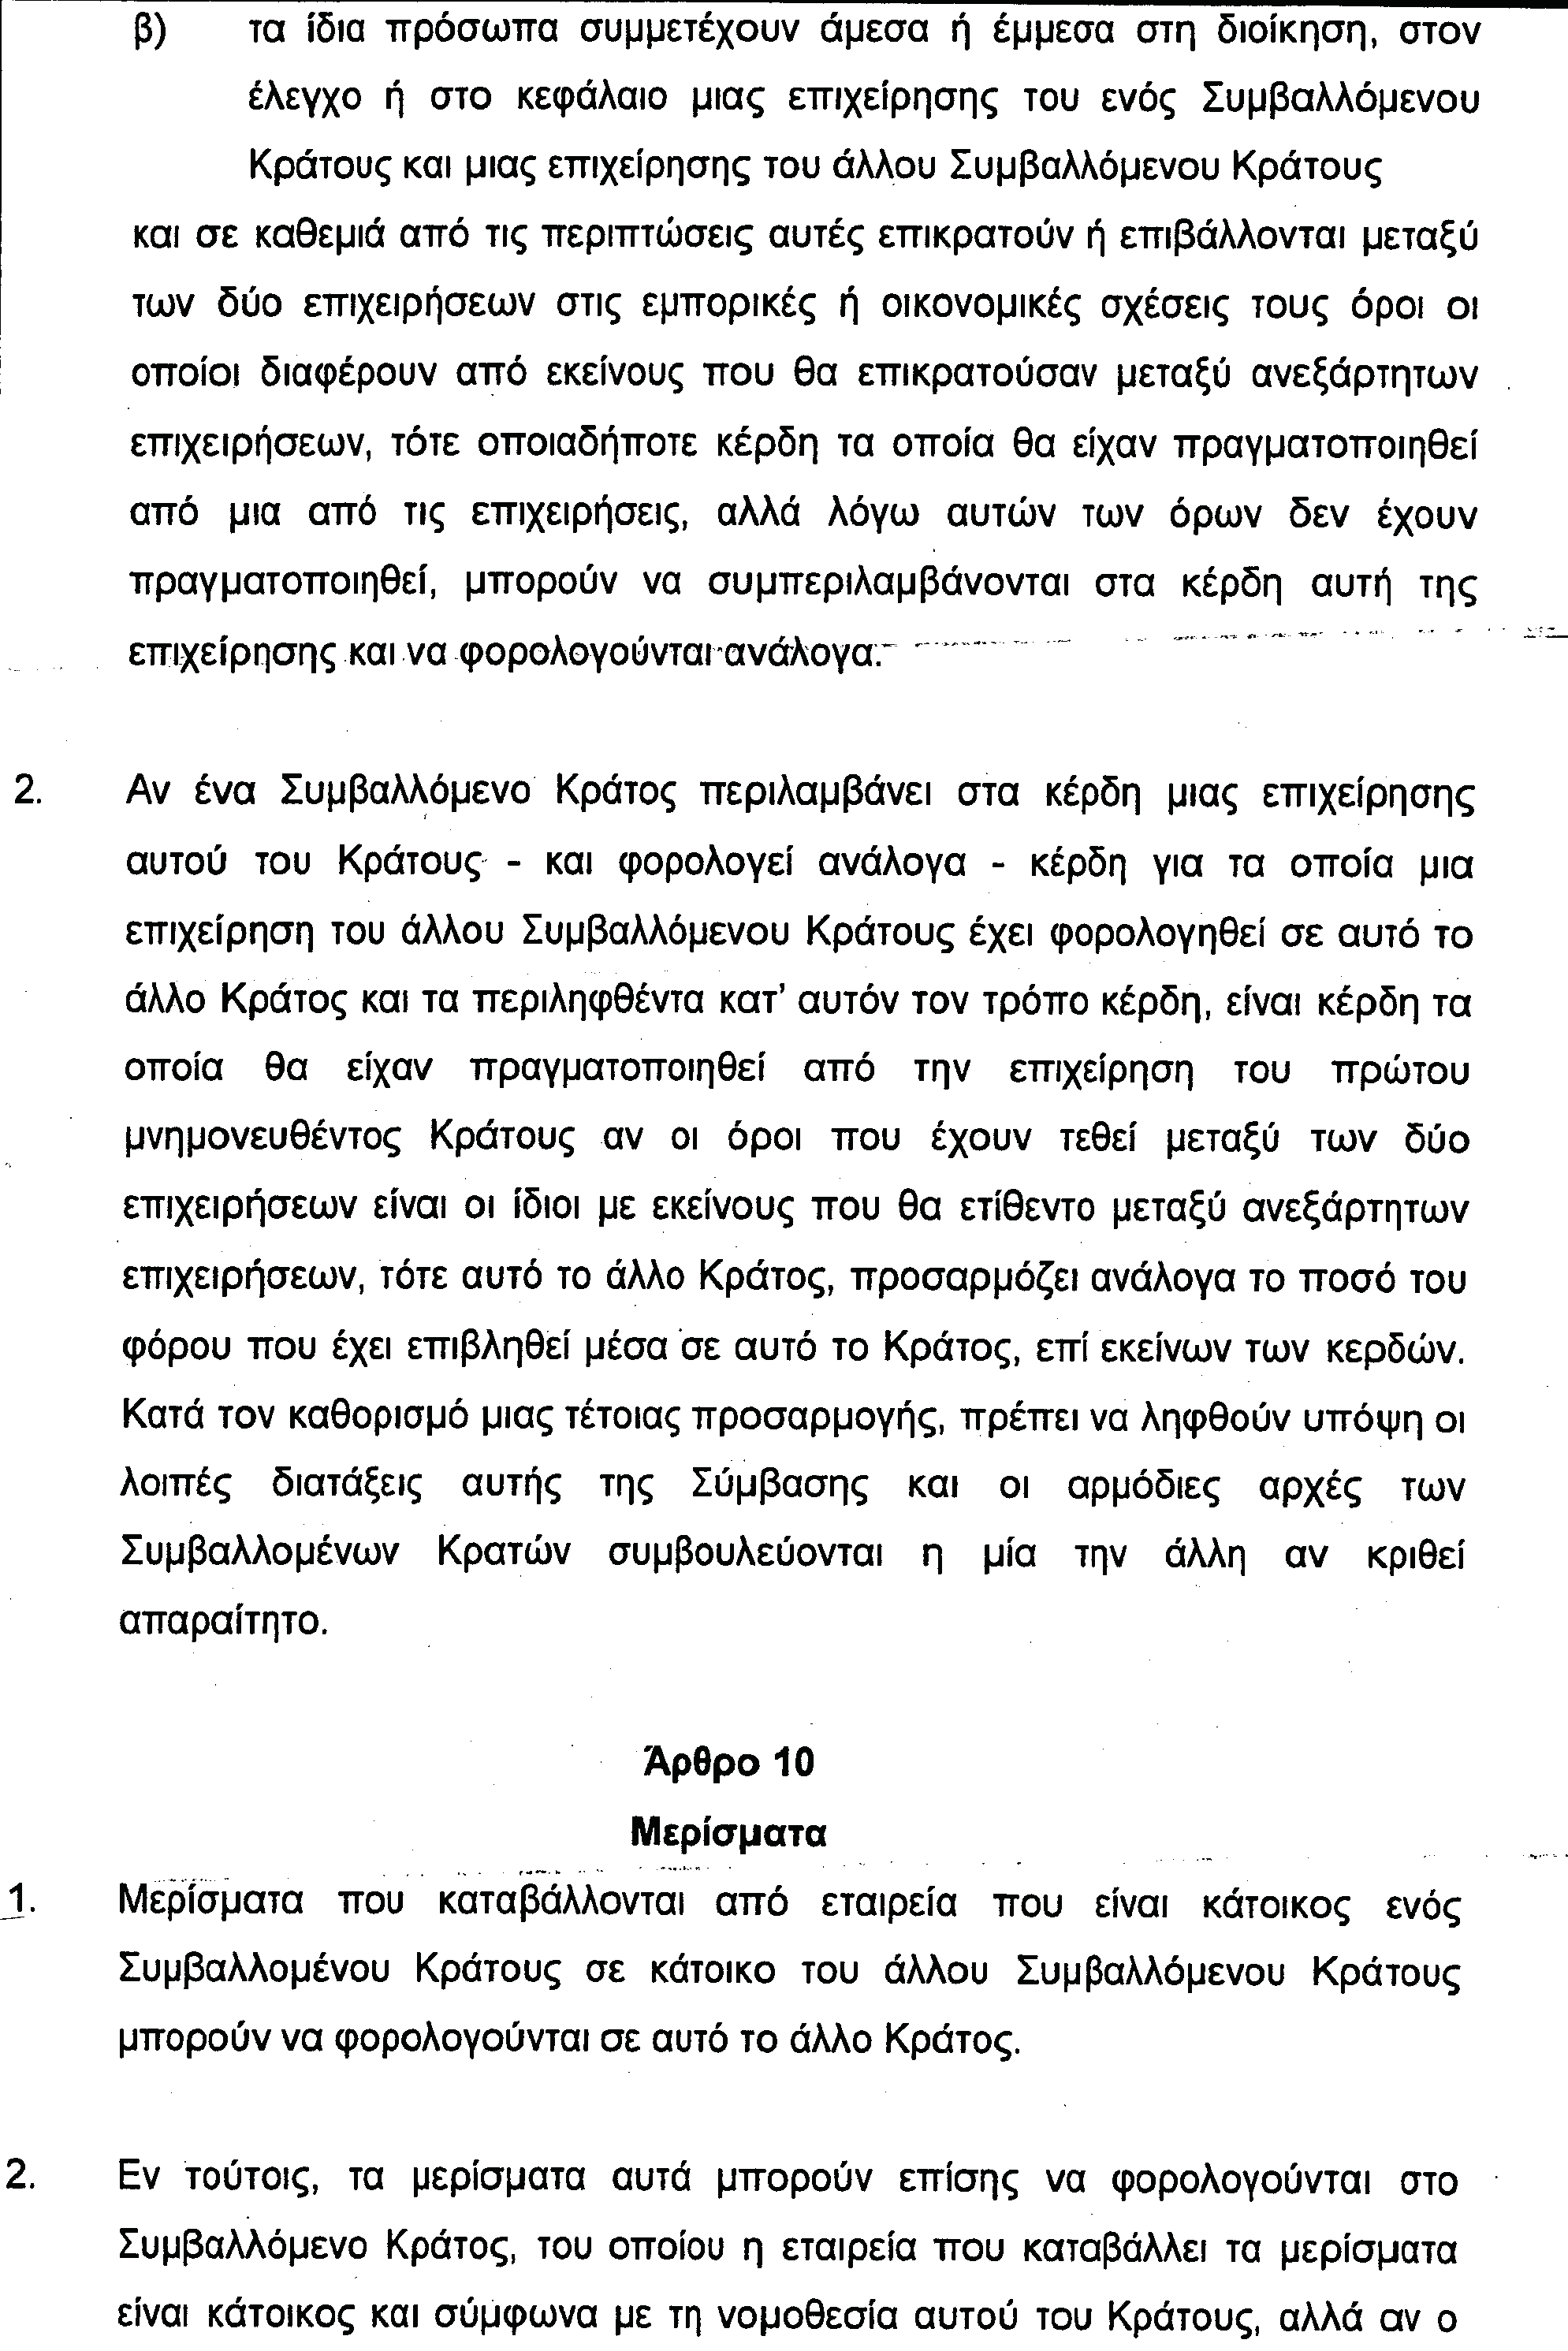 β) τα ίδια πρόσωπα συμμετέχουν άμεσα ή έμμεσα στη διοίκηση, στον
έλεγχο ή στο κεφάλαιο μιας επιχείρησης του ενός Συμβαλλόμενου
Κράτους και μιας επιχείρησης του άλλου Συμβαλλόμενου Κράτους
και σε καθεμιά από τις περιπτώσεις αυτές επικρατούν ή επιβάλλονται μεταξύ
των δύο επιχειρήσεων στις εμπορικές ή οικονομικές σχέσεις τους όροι οι
οποίοι διαφέρουν από εκείνους που θα επικρατούσαν μεταξύ ανεξάρτητων
επιχειρήσεων, τότε οποιαδήποτε κέρδη τα οποία θα είχαν πραγματοποιηθεί
από μια από τις επιχειρήσεις, αλλά λόγω αυτών των όρων δεν έχουν
πραγματοποιηθεί, μπορούν να συμπεριλαμβάνονται στα κέρδη αυτή της
επιχείρησης και να φορολογούνται ανάλογα.
2. Αν ένα Συμβαλλόμενο Κράτος περιλαμβάνει στα κέρδη μιας επιχείρησης
αυτού του Κράτους - και φορολογεί ανάλογα - κέρδη για τα οποία μια
επιχείρηση του άλλου Συμβαλλόμενου Κράτους έχει φορολογηθεί σε αυτό το
άλλο Κράτος και τα περιληφθέντα κατ' αυτόν τον τρόπο κέρδη, είναι κέρδη τα
οποία θα είχαν πραγματοποιηθεί από την επιχείρηση του πρώτου
μνημονευθέντος Κράτους αν οι όροι που έχουν τεθεί μεταξύ των δύο
επιχειρήσεων είναι οι ίδιοι με εκείνους που θα ετίθεντο μεταξύ ανεξάρτητων
επιχειρήσεων, τότε αυτό το άλλο Κράτος, προσαρμόζει ανάλογα το ποσό του
φόρου που έχει επιβληθεί μέσα σε αυτό το Κράτος, επί εκείνων των κερδών.
Κατά τον καθορισμό μιας τέτοιας προσαρμογής, πρέπει να ληφθούν υπόψη οι
λοιπές διατάξεις αυτής της Σύμβασης και οι αρμόδιες αρχές των
Συμβαλλομένων Κρατών συμβουλεύονται η μία την άλλη αν κριθεί
απαραίτητο.
Άρθρο 10
Μερίσματα
1. Μερίσματα που καταβάλλονται από εταιρεία που είναι κάτοικος ενός
Συμβαλλομένου Κράτους σε κάτοικο του άλλου Συμβαλλόμενου Κράτους
μπορούν να φορολογούνται σε αυτό το άλλο Κράτος.
2. Εν τούτοις, τα μερίσματα αυτά μπορούν επίσης να φορολογούνται στο
Συμβαλλόμενο Κράτος, του οποίου η εταιρεία που καταβάλλει τα μερίσματα
είναι κάτοικος και σύμφωνα με τη νομοθεσία αυτού του Κράτους, αλλά αν ο